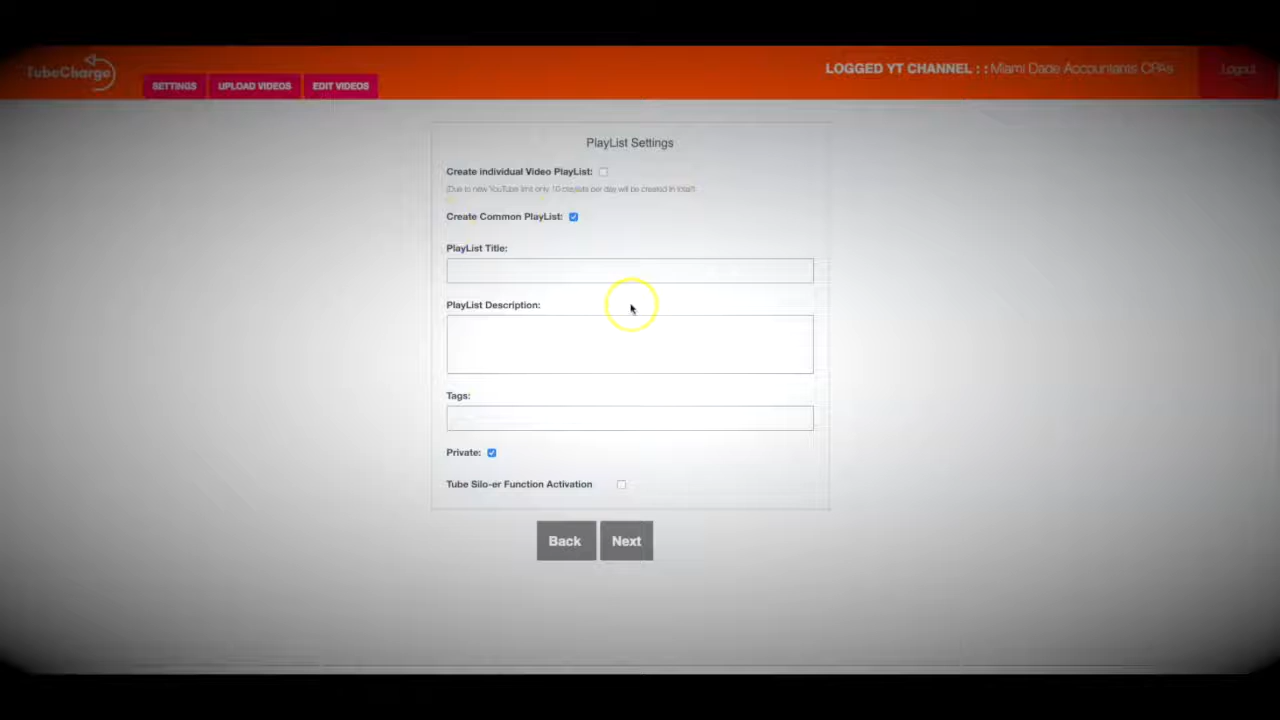 TubeCharge
SETTINGS
UPLOAD VIDEOS
EDIT VIDEOS
LOGGED YT CHANNEL : : Miami Dade Accountants CPAs
Logout
PlayList Settings
Create individual Video PlayList:
(Due to new YouTube limit only 10 playlists per day will be created in total!)
Create Common PlayList:
PlayList Title:
PlayList Description:
Tags:
Private:
Tube Silo-er Function Activation
Back
Next